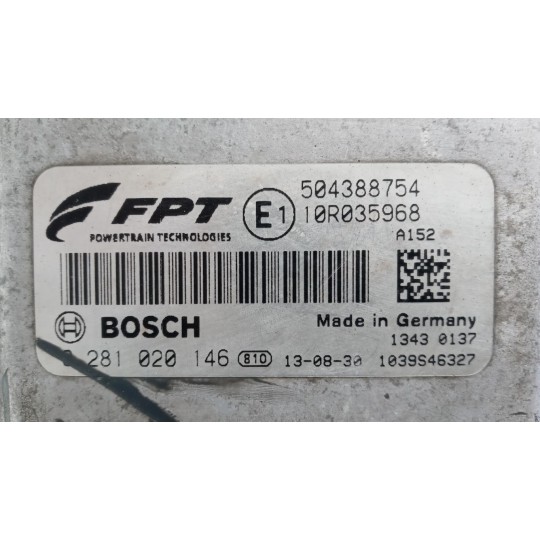 FPT
POWERTRAIN TECHNOLOGIES
E1
504388754
10R035968
A152
BOSCH
Made in Germany
1343 0137
281 020 146 810 13-08-30 1039S46327